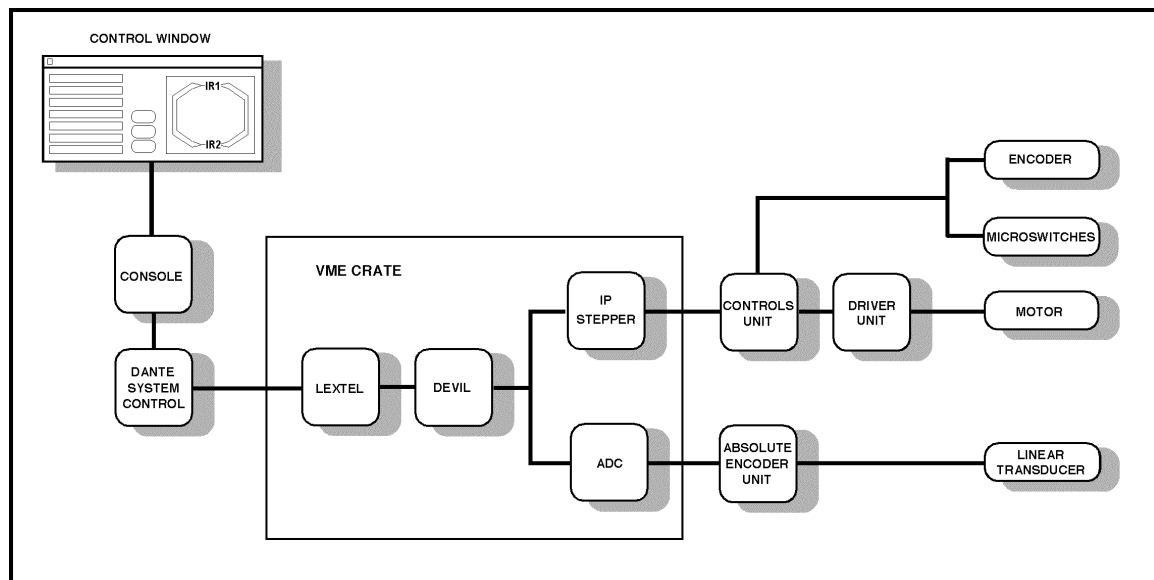 CONTROL WINDOW
IR1
IR2
ENCODER
MICROSWITCHES
CONSOLE
VME CRATE
IP
STEPPER
CONTROLS
UNIT
DRIVER
UNIT
MOTOR
DANTE
SYSTEM
CONTROL
LEXTEL
DEVIL
ADC
ABSOLUTE
ENCODER
UNIT
LINEAR
TRANSDUCER